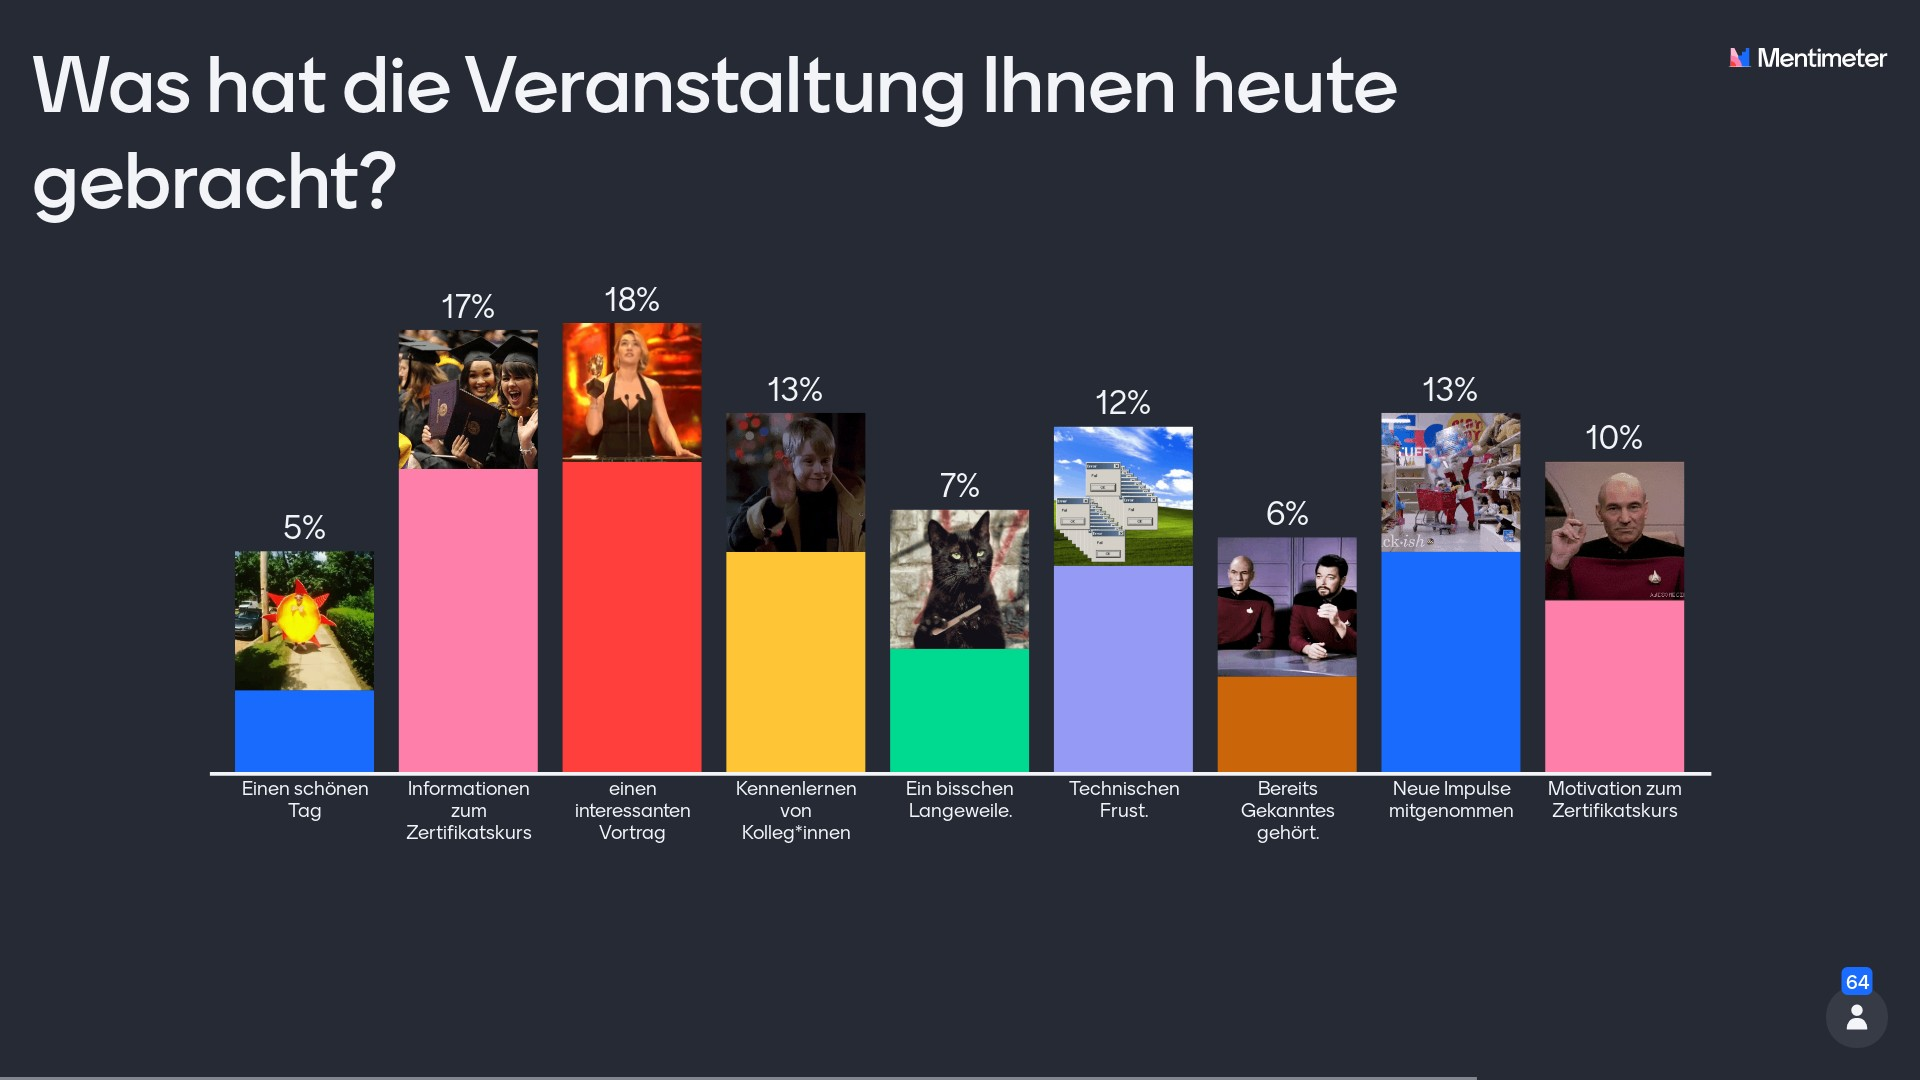 Was hat die Veranstaltung Ihnen heute
gebracht?
Mentimeter
5%
17%
18%
13%
7%
12%
6%
13%
10%
ck·ish
Einen schönen
Tag
Informationen
zum
Zertifikatskurs
einen
interessanten
Vortrag
Kennenlernen
von
Kolleg*innen
Ein bisschen
Langeweile.
Technischen
Frust.
Bereits
Gekanntes
gehört.
Neue Impulse
mitgenommen
Motivation zum
Zertifikatskurs
64